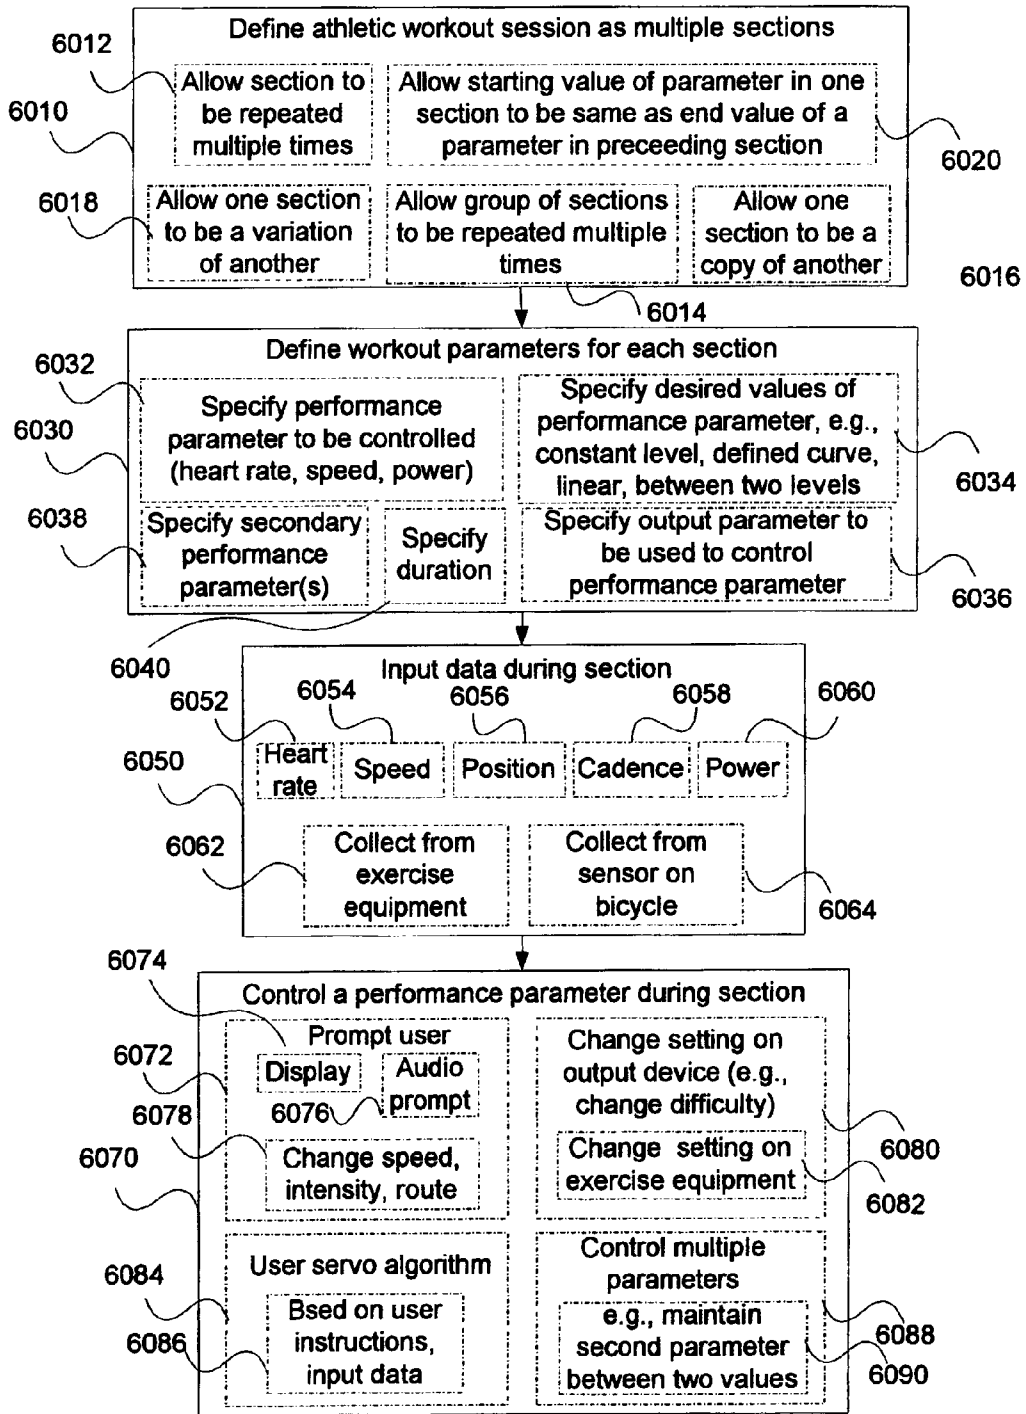 Define athletic workout session as multiple sections
6012
Allow section to
be repeated
multiple times
Allow starting value of parameter in one
section to be same as end value of a
parameter in preceeding section
6010
6020
6018
Allow one section
to be a variation
of another
Allow group of sections
to be repeated multiple
times
Allow one
section to be a
copy of another
6016
6014
Define workout parameters for each section
6032
Specify performance
parameter to be controlled
(heart rate, speed, power)
Specify desired values of
performance parameter, e.g.,
constant level, defined curve,
linear, between two levels
6030
6034
6038
Specify secondary
performance
parameter(s)
Specify
duration
Specify output parameter to
be used to control
performance parameter
6036
6040
Input data during section
6052
6054
6056
6058
6060
6050
Heart
rate
Speed
Position
Cadence
Power
6062
Collect from
exercise
equipment
Collect from
sensor on
bicycle
6064
6074
Control a performance parameter during section
6072
Prompt user
Display
Audio
prompt
6076
6078
Change speed,
intensity, route
6070
Change setting on
output device (e.g.,
change difficulty)
6080
Change setting on
exercise equipment
6082
6084
User servo algorithm
6086
Bsed on user
instructions,
input data
Control multiple
parameters
6088
e.g., maintain
second parameter
between two values
6090